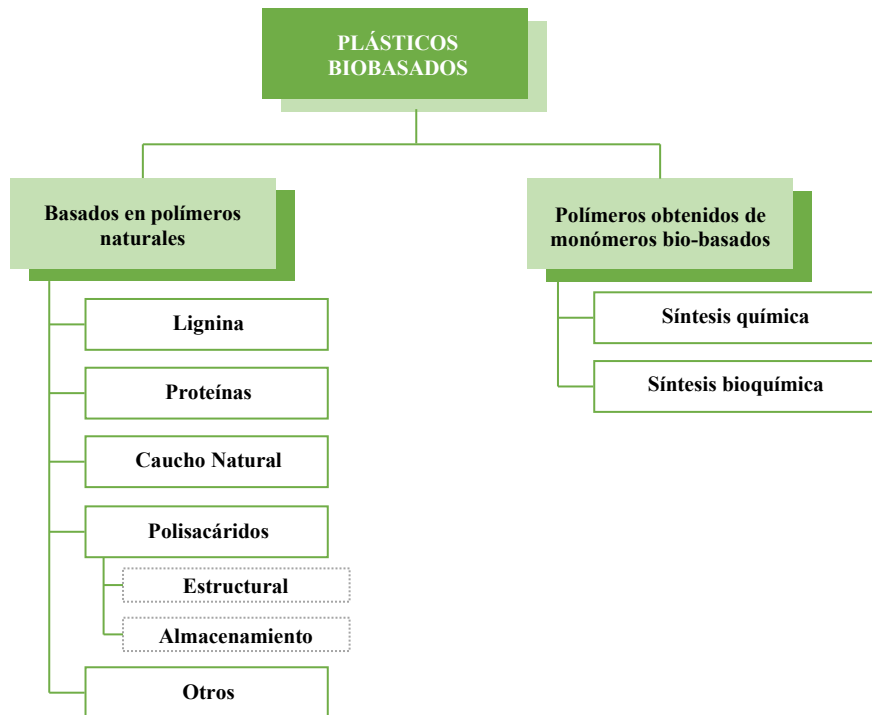 PLÁSTICOS
BIOBASADOS
Basados en polímeros
naturales
Lignina
Proteínas
Caucho Natural
Polisacáridos
Estructural
Almacenamiento
Otros
Polímeros obtenidos de
monómeros bio-basados
Síntesis química
Síntesis bioquímica